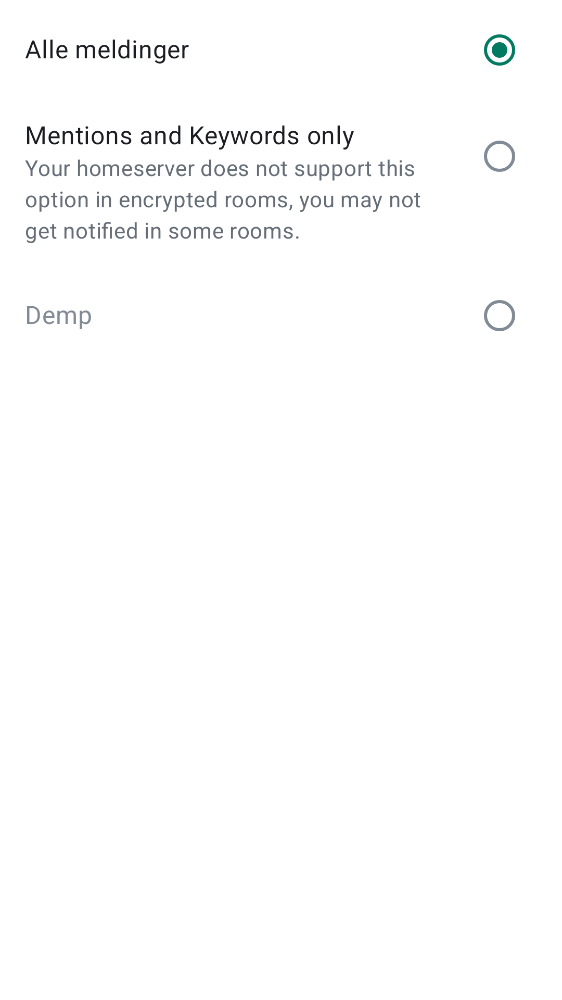 Alle meldinger
Mentions and Keywords only
Your homeserver does not support this
option in encrypted rooms, you may not
get notified in some rooms.
Demp